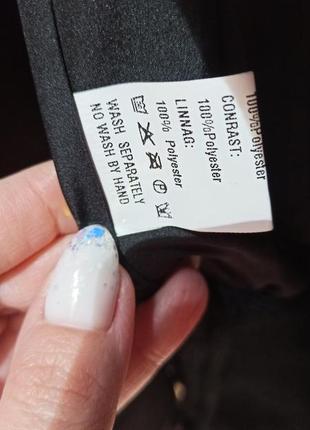 100%Polyester
CONRAST:
100%Polyester
LINNAG:
100% Polyester
WASH SEPARATELY
NO WASH BY HAND